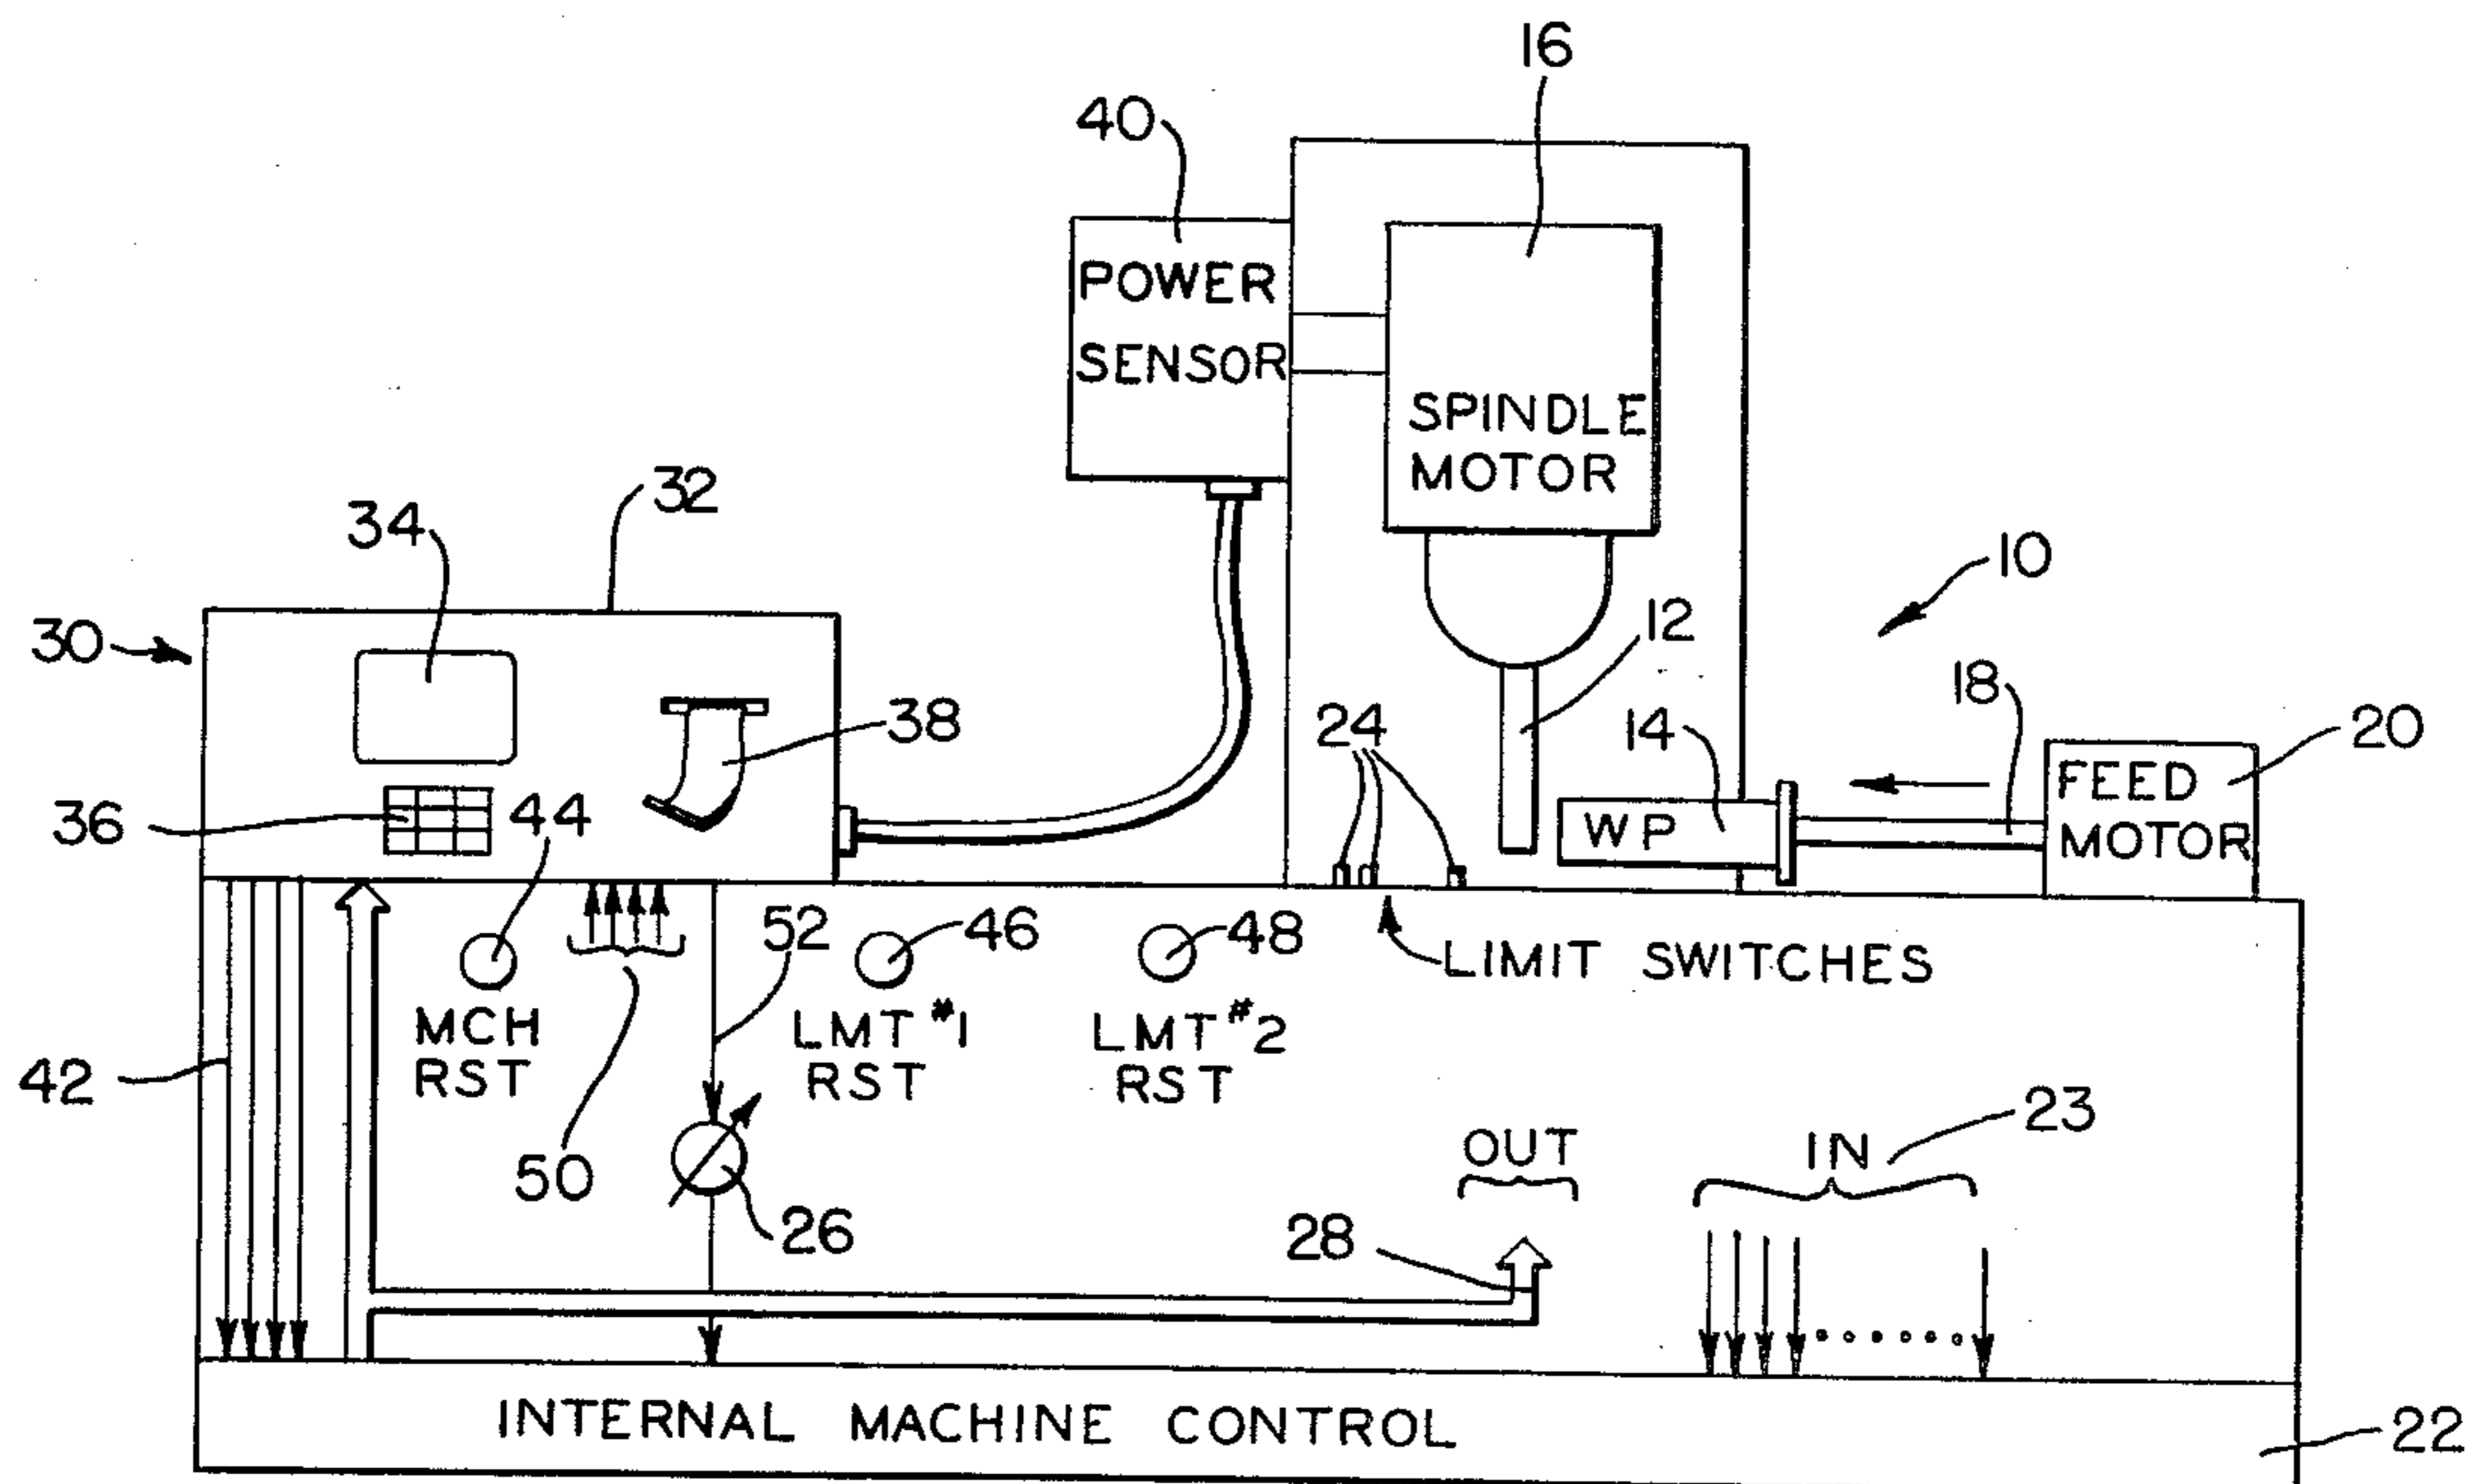 16
40
POWER
SENSOR
SPINDLE
MOTOR
32
34
10
30
12
18
38
24
14
20
FEED
MOTOR
WP
36
44
52
46
48
LIMIT SWITCHES
MCH
RST
LMT #1
RST
LMT #2
RST
42
50
26
OUT
IN
23
28
INTERNAL MACHINE CONTROL
22